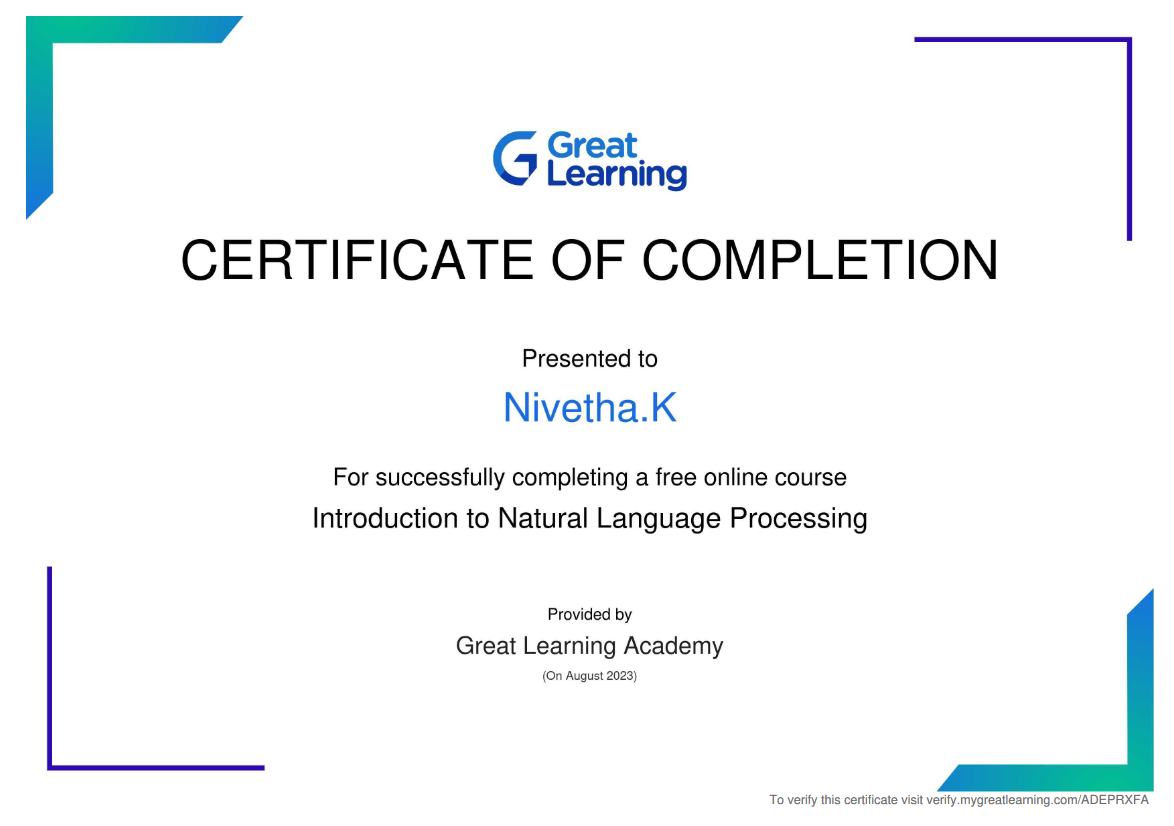 Great
Learning
CERTIFICATE OF COMPLETION
Presented to
Nivetha.K
For successfully completing a free online course
Introduction to Natural Language Processing
Provided by
Great Learning Academy
(On August 2023)
To verify this certificate visit verify.mygreatlearning.com/ADEPRXFA